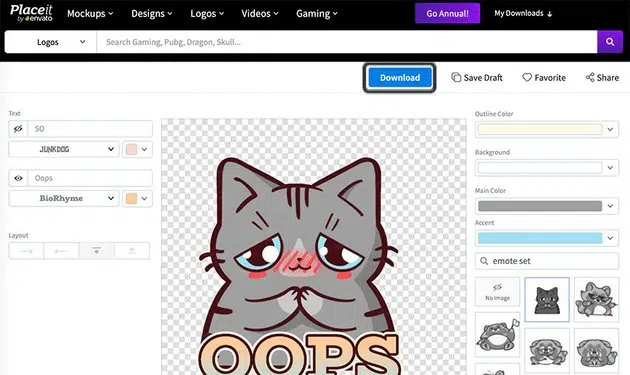 Placeit
by envato
Mockups
Designs
Logos
Videos
Gaming
Go Annual!
My Downloads
Logos
Search Gaming, Pubg, Dragon, Skull...
Download
Save Draft
Favorite
Share
Text
SO
JUNKDOG
Oops
BioRhyme
Layout
Outline Color
Background
Main Color
Accent
emote set
No Image
OOPS